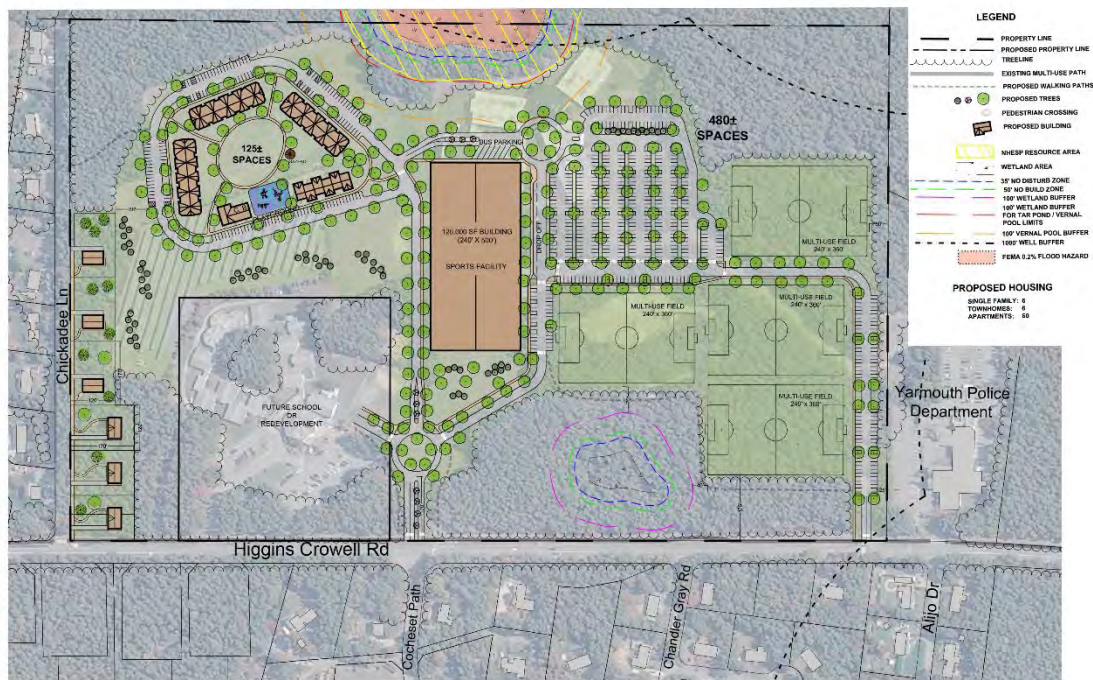 LEGEND
PROPERTY LINE
PROPOSED PROPERTY LINE
TREELINE
EXISTING MULTI-USE PATH
PROPOSED WALKING PATHS
PROPOSED TREES
PEDESTRIAN CROSSING
PROPOSED BUILDING
NHESP RESOURCE AREA
WETLAND AREA
35' NO DISTURB ZONE
50' NO BUILD ZONE
100' WETLAND BUFFER
100' WETLAND BUFFER
FOR TAR POND / VERNAL
POOL LIMITS
100' VERNAL POOL BUFFER
1000' WELL BUFFER
FEMA 0.2% FLOOD HAZARD
PROPOSED HOUSING
SINGLE FAMILY: 6
TOWNHOMES: 6
APARTMENTS: 60
480±
SPACES
125±
SPACES
BUS PARKING
DROP OFF
120,000 SF BUILDING
(240' X 500')
SPORTS FACILITY
MULTI-USE FIELD
240' x 360'
MULTI-USE FIELD
240' x 360'
MULTI-USE FIELD
240' x 360'
MULTI-USE FIELD
240' x 360'
FUTURE SCHOOL
OR
REDEVELOPMENT
Yarmouth Police
Department
Chickadee Ln
Higgins Crowell Rd
Cocheset Path
Chandler Gray Rd
Alijo Dr